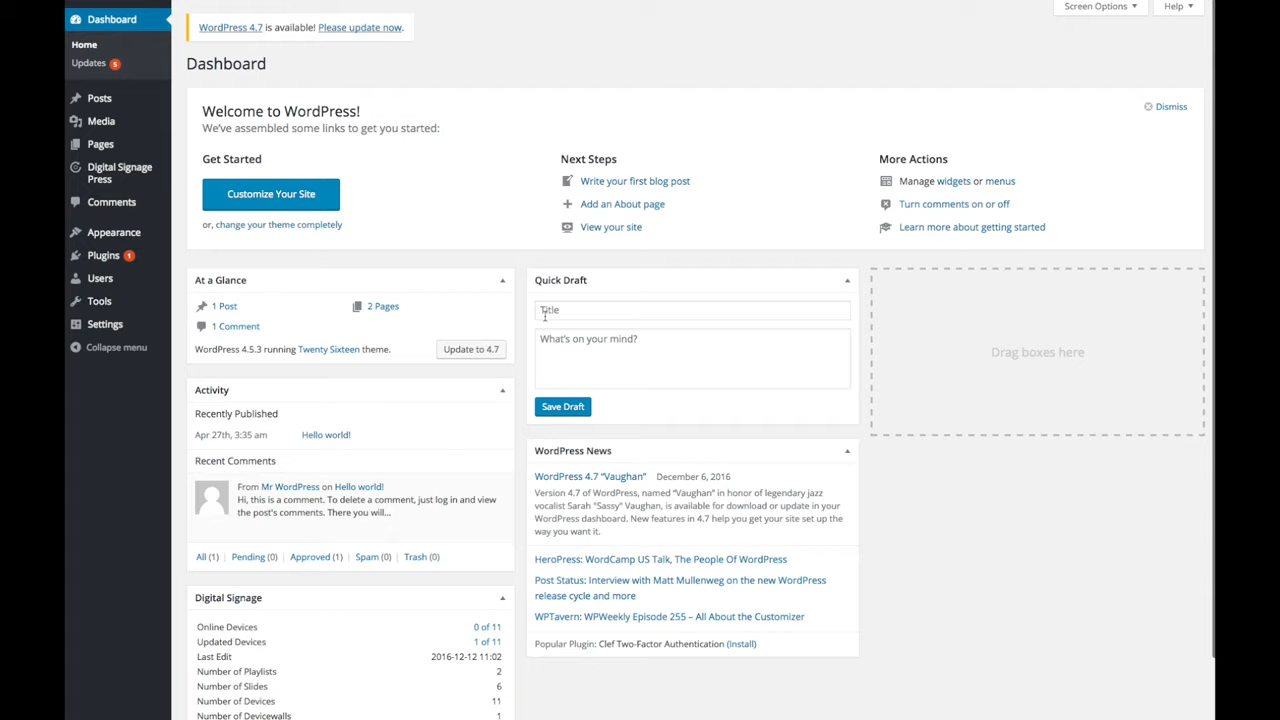 Dashboard
Home
Updates 5
Posts
Media
Pages
Digital Signage
Press
Comments
Appearance
Plugins 1
Users
Tools
Settings
Collapse menu
Screen Options ▼
Help ▼
WordPress 4.7 is available! Please update now.
Dashboard
Welcome to WordPress!
We've assembled some links to get you started:
Dismiss
Get Started
Customize Your Site
or, change your theme completely
Next Steps
Write your first blog post
Add an About page
View your site
More Actions
Manage widgets or menus
Turn comments on or off
Learn more about getting started
At a Glance
1 Post
2 Pages
1 Comment
WordPress 4.5.3 running Twenty Sixteen theme.
Update to 4.7
Activity
Recently Published
Apr 27th, 3:35 am Hello world!
Recent Comments
From Mr WordPress on Hello world!
Hi, this is a comment. To delete a comment, just log in and view
the post's comments. There you will...
All (1) | Pending (0) | Approved (1) | Spam (0) | Trash (0)
Digital Signage
Online Devices 0 of 11
Updated Devices 1 of 11
Last Edit 2016-12-12 11:02
Number of Playlists 2
Number of Slides 6
Number of Devices 11
Number of Devicewalls 1
Quick Draft
Title
What's on your mind?
Save Draft
WordPress News
WordPress 4.7 "Vaughan" December 6, 2016
Version 4.7 of WordPress, named "Vaughan" in honor of legendary jazz
vocalist Sarah "Sassy" Vaughan, is available for download or update in your
WordPress dashboard. New features in 4.7 help you get your site set up the
way you want it.
HeroPress: WordCamp US Talk, The People Of WordPress
Post Status: Interview with Matt Mullenweg on the new WordPress
release cycle and more
WPTavern: WPWeekly Episode 255 – All About the Customizer
Popular Plugin: Clef Two-Factor Authentication (Install)
Drag boxes here